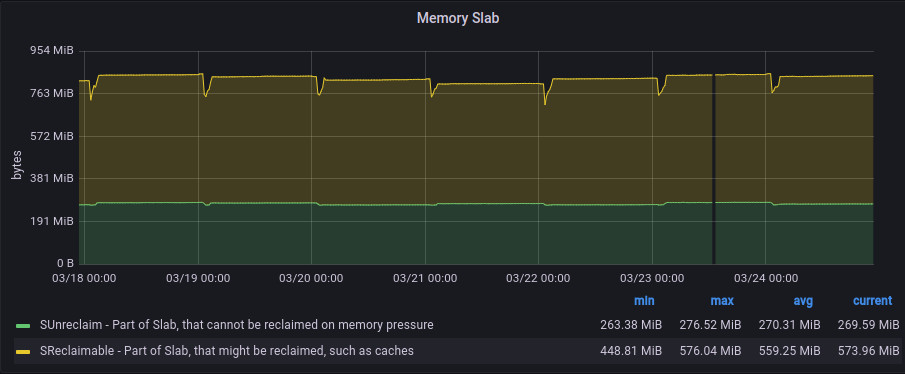 Memory Slab
954 MiB
763 MiB
572 MiB
381 MiB
191 MiB
0 B
bytes
03/18 00:00 03/19 00:00 03/20 00:00 03/21 00:00 03/22 00:00 03/23 00:00 03/24 00:00
min max avg current
SUnreclaim - Part of Slab, that cannot be reclaimed on memory pressure 263.38 MiB 276.52 MiB 270.31 MiB 269.59 MiB
SReclaimable - Part of Slab, that might be reclaimed, such as caches 448.81 MiB 576.04 MiB 559.25 MiB 573.96 MiB